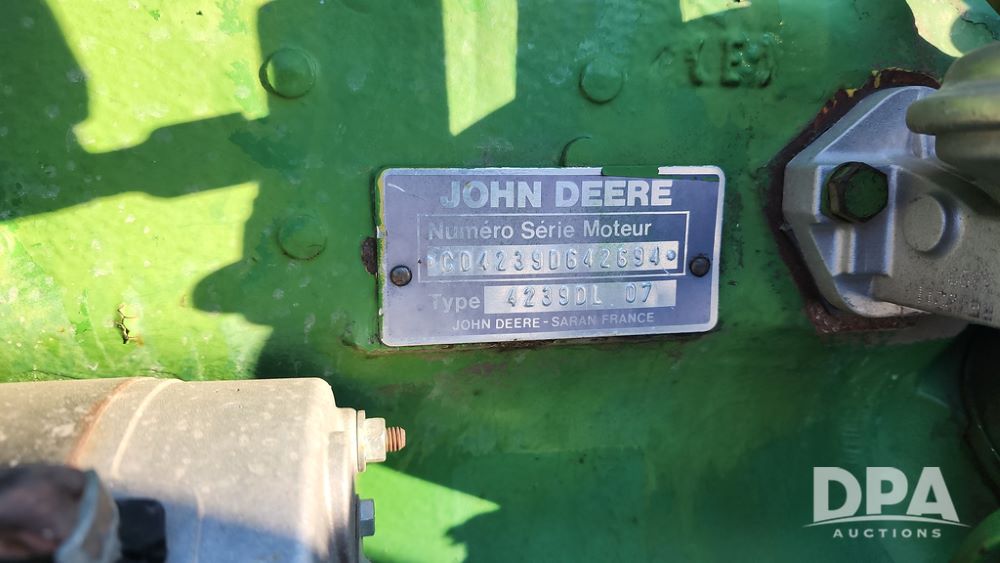 JOHN DEERE
Numéro Série Moteur
*CD4239D642694*
Type 4239DL 07
JOHN DEERE - SARAN FRANCE
DPA
AUCTIONS